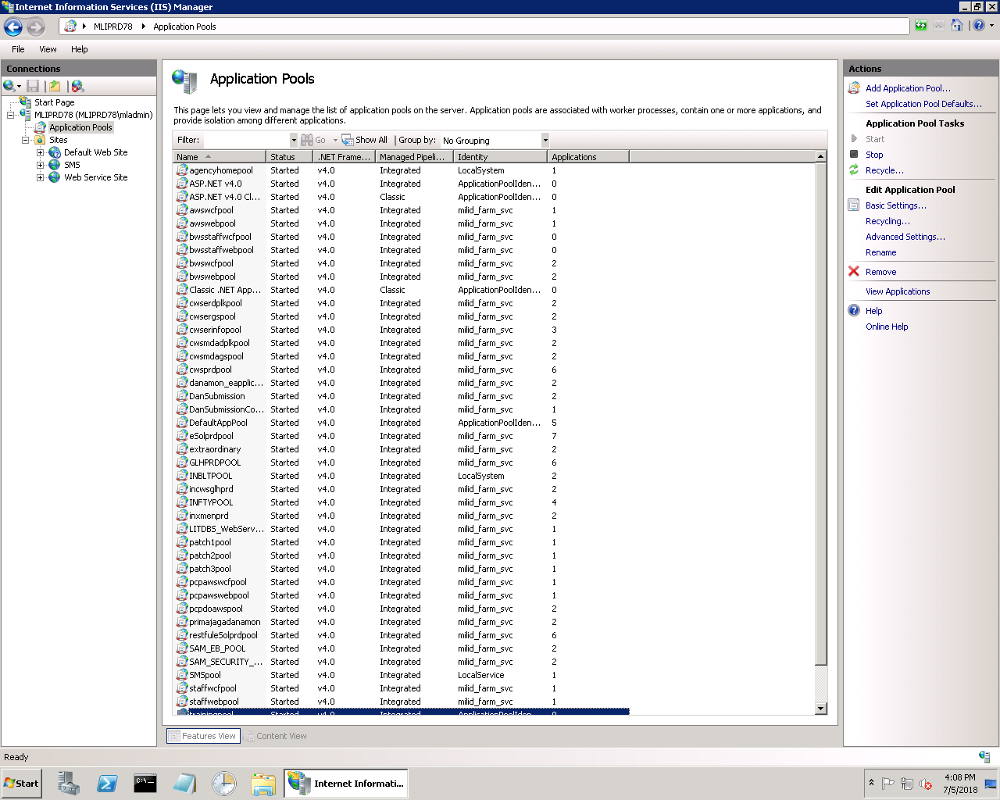 Internet Information Services (IIS) Manager
MLIPRD78 Application Pools
File View Help
Connections
Start Page
MLIPRD78 (MLIPRD78\mladmin)
Application Pools
Sites
Default Web Site
SMS
Web Service Site
Application Pools
This page lets you view and manage the list of application pools on the server. Application pools are associated with worker processes, contain one or more applications, and
provide isolation among different applications.
Filter: Go Show All Group by: No Grouping
Name Status .NET Frame... Managed Pipeli... Identity Applications
agencyhomepool Started v4.0 Integrated LocalSystem 1
ASP.NET v4.0 Started v4.0 Integrated ApplicationPoolIden... 0
ASP.NET v4.0 Cl... Started v4.0 Classic ApplicationPoolIden... 0
awswcfpool Started v4.0 Integrated milid_farm_svc 1
awswebpool Started v4.0 Integrated milid_farm_svc 1
bwsstaffwcfpool Started v4.0 Integrated milid_farm_svc 0
bwsstaffwebpool Started v4.0 Integrated milid_farm_svc 0
bwswcfpool Started v4.0 Integrated milid_farm_svc 2
bwswebpool Started v4.0 Integrated milid_farm_svc 2
Classic .NET App... Started v4.0 Classic ApplicationPoolIden... 0
cwserdplkpool Started v4.0 Integrated milid_farm_svc 2
cwsergspool Started v4.0 Integrated milid_farm_svc 2
cwserinfopool Started v4.0 Integrated milid_farm_svc 3
cwsmdadplkpool Started v4.0 Integrated milid_farm_svc 2
cwsmdagspool Started v4.0 Integrated milid_farm_svc 2
cwsprdpool Started v4.0 Integrated milid_farm_svc 6
danamon_eapplic... Started v4.0 Integrated milid_farm_svc 2
DanSubmission Started v4.0 Integrated milid_farm_svc 2
DanSubmissionCo... Started v4.0 Integrated milid_farm_svc 1
DefaultAppPool Started v4.0 Integrated ApplicationPoolIden... 5
eSolprdpool Started v4.0 Integrated milid_farm_svc 7
extraordinary Started v4.0 Integrated milid_farm_svc 2
GLHPRDPOOL Started v4.0 Integrated milid_farm_svc 6
INBLTPOOL Started v4.0 Integrated LocalSystem 2
incwsglhprd Started v4.0 Integrated milid_farm_svc 2
INFTYPOOL Started v4.0 Integrated milid_farm_svc 4
inxmenprd Started v4.0 Integrated milid_farm_svc 2
LITDBS_WebServ... Started v4.0 Integrated milid_farm_svc 1
patch1pool Started v4.0 Integrated milid_farm_svc 1
patch2pool Started v4.0 Integrated milid_farm_svc 1
patch3pool Started v4.0 Integrated milid_farm_svc 1
pcpawswcfpool Started v4.0 Integrated milid_farm_svc 1
pcpawswebpool Started v4.0 Integrated milid_farm_svc 1
pcpdoawspool Started v4.0 Integrated milid_farm_svc 2
primajagadanamon Started v4.0 Integrated milid_farm_svc 2
restfuleSolprdpool Started v4.0 Integrated milid_farm_svc 6
SAM_EB_POOL Started v4.0 Integrated milid_farm_svc 2
SAM_SECURITY_... Started v4.0 Integrated milid_farm_svc 2
SMSpool Started v4.0 Integrated LocalService 1
staffwcfpool Started v4.0 Integrated milid_farm_svc 1
staffwebpool Started v4.0 Integrated milid_farm_svc 1
trainingpool Started v4.0 Integrated ApplicationPoolIden... 0
Features View Content View
Actions
Add Application Pool...
Set Application Pool Defaults...
Application Pool Tasks
Start
Stop
Recycle...
Edit Application Pool
Basic Settings...
Recycling...
Advanced Settings...
Rename
Remove
View Applications
Help
Online Help
Ready
Start C:\ Internet Informati... 4:08 PM
7/5/2018